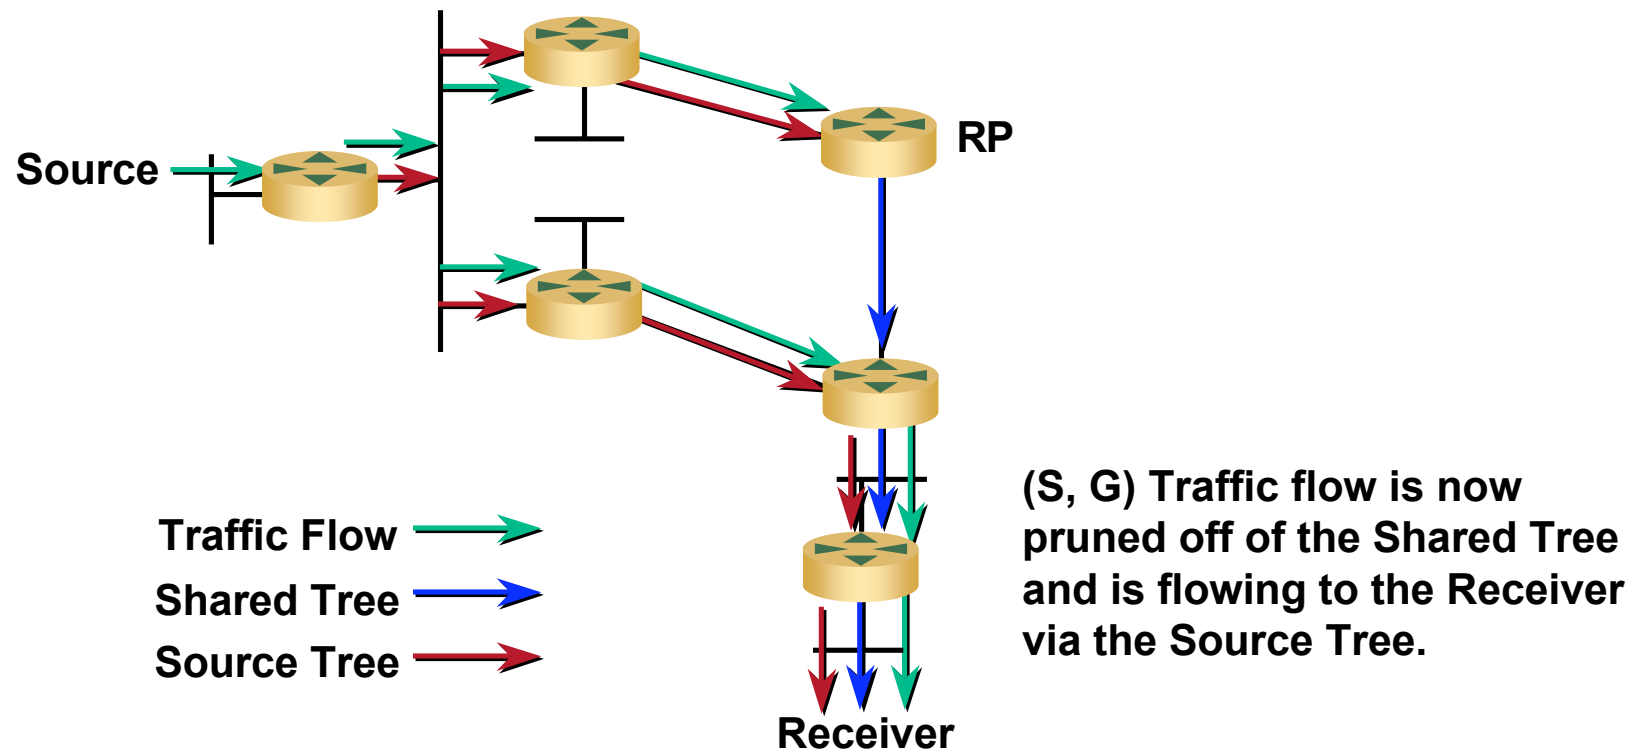 RP
Source
(S, G) Traffic flow is now
pruned off of the Shared Tree
and is flowing to the Receiver
via the Source Tree.
Traffic Flow
Shared Tree
Source Tree
Receiver